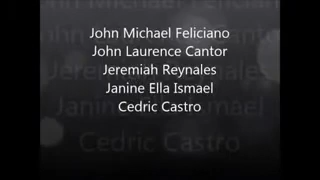 John Michael Feliciano
John Laurence Cantor
Jeremiah Reynales
Janine Ella Ismael
Cedric Castro